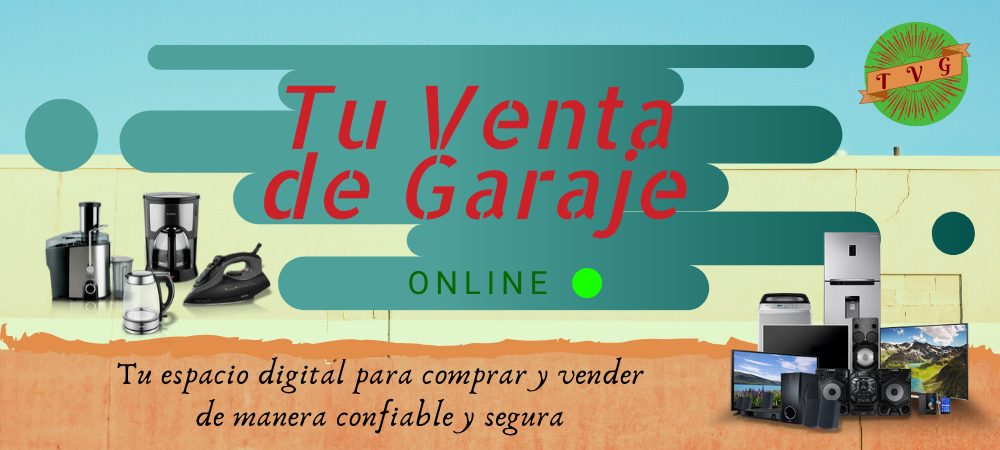 T V G
Tu Venta
de Garaje
ONLINE
Tu espacio digital para comprar y vender
de manera confiable y segura